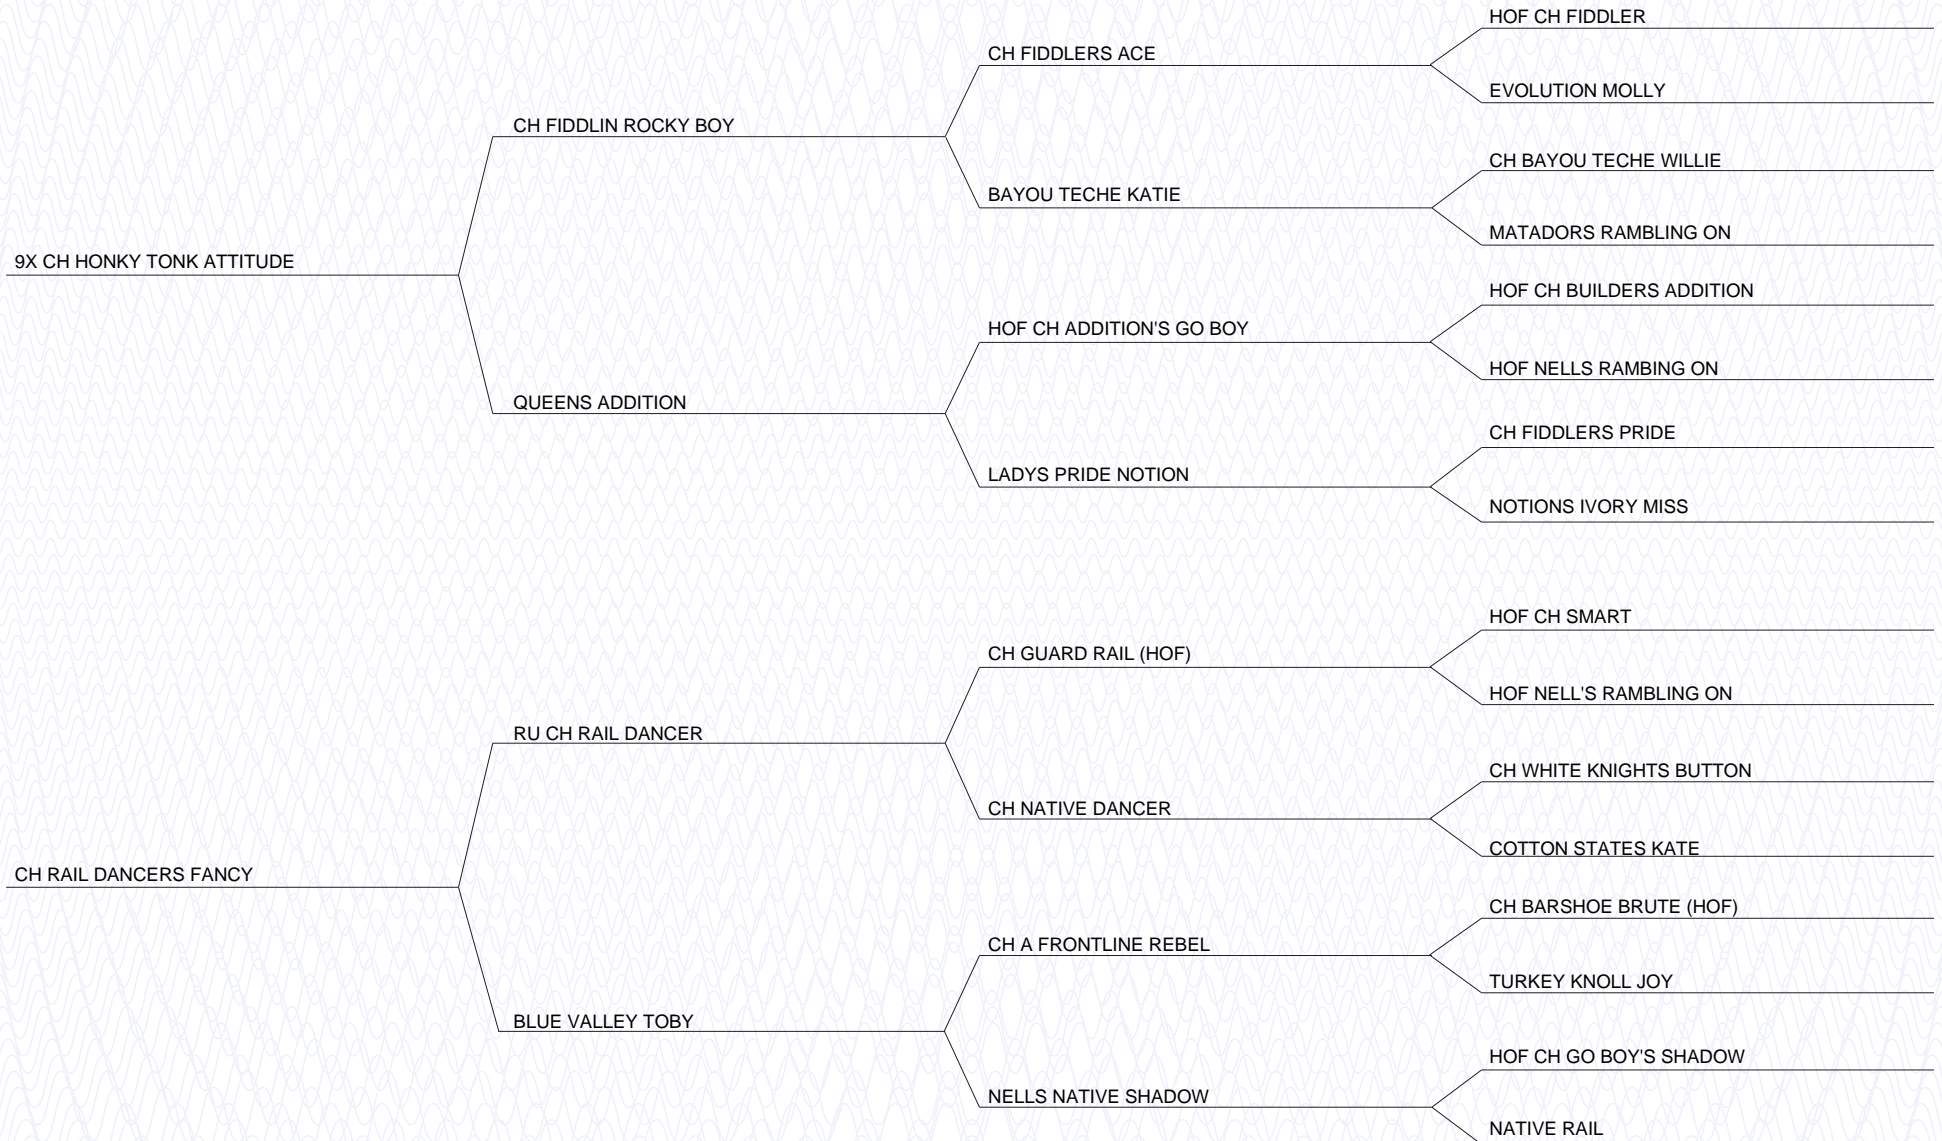 HOF CH FIDDLER
CH FIDDLERS ACE
EVOLUTION MOLLY
CH FIDDLIN ROCKY BOY
CH BAYOU TECHE WILLIE
BAYOU TECHE KATIE
MATADORS RAMBLING ON
9X CH HONKY TONK ATTITUDE
HOF CH BUILDERS ADDITION
HOF CH ADDITION'S GO BOY
HOF NELLS RAMBING ON
QUEENS ADDITION
CH FIDDLERS PRIDE
LADYS PRIDE NOTION
NOTIONS IVORY MISS
HOF CH SMART
CH GUARD RAIL (HOF)
HOF NELL'S RAMBLING ON
RU CH RAIL DANCER
CH WHITE KNIGHTS BUTTON
CH NATIVE DANCER
COTTON STATES KATE
CH RAIL DANCERS FANCY
CH BARSHOE BRUTE (HOF)
CH A FRONTLINE REBEL
TURKEY KNOLL JOY
BLUE VALLEY TOBY
HOF CH GO BOY'S SHADOW
NELLS NATIVE SHADOW
NATIVE RAIL